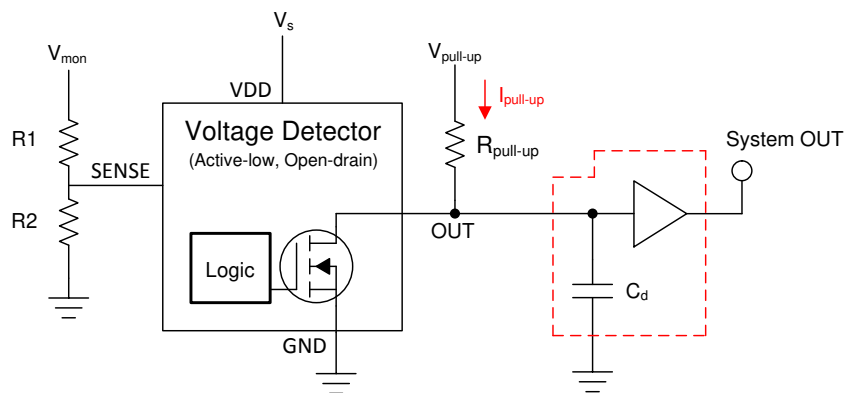 Vs
Vmon
Vpull-up
VDD
Ipull-up
Voltage Detector
(Active-low, Open-drain)
R1
Rpull-up
System OUT
SENSE
R2
OUT
Logic
Cd
GND